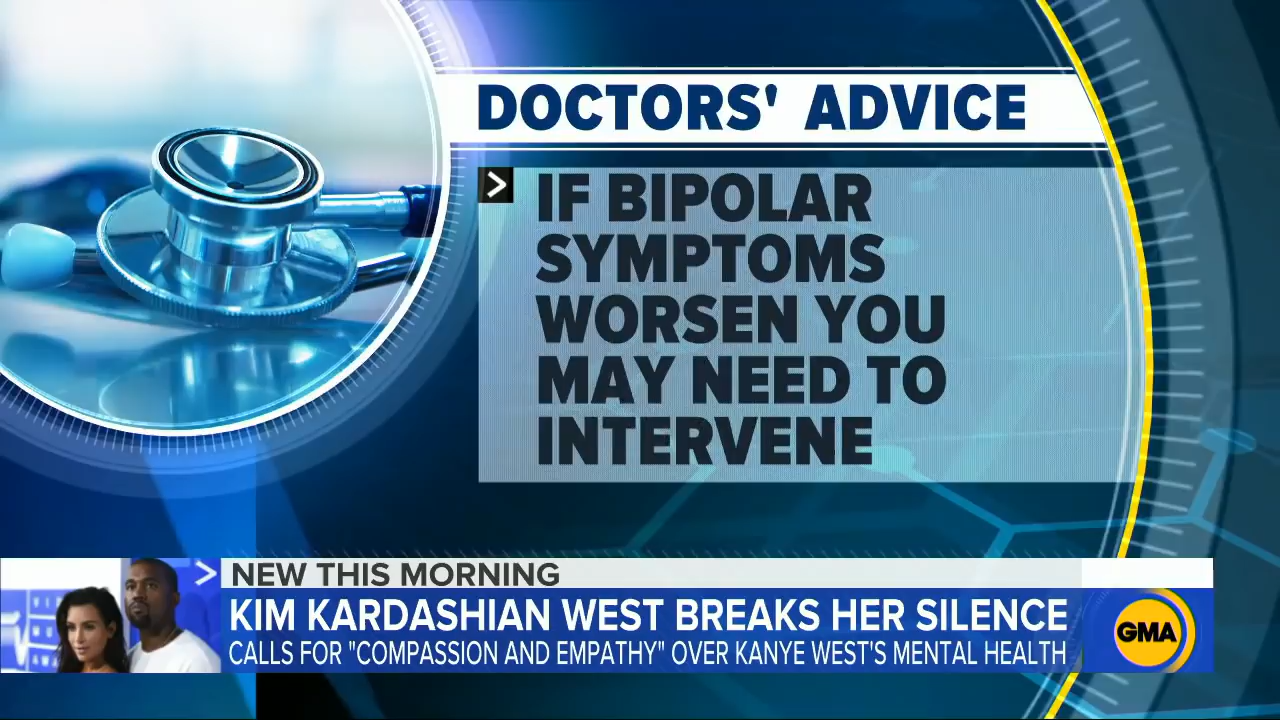 DOCTORS' ADVICE
IF BIPOLAR
SYMPTOMS
WORSEN YOU
MAY NEED TO
INTERVENE
NEW THIS MORNING
KIM KARDASHIAN WEST BREAKS HER SILENCE
CALLS FOR "COMPASSION AND EMPATHY" OVER KANYE WEST'S MENTAL HEALTH
GMA